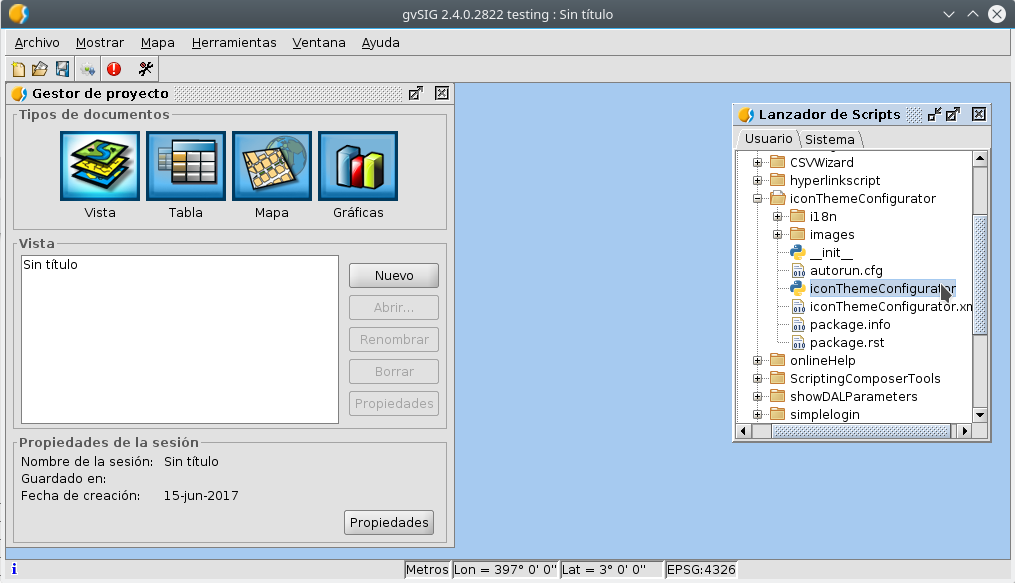 gvSIG 2.4.0.2822 testing : Sin título
Archivo Mostrar Mapa Herramientas Ventana Ayuda
Gestor de proyecto
Tipos de documentos
Vista Tabla Mapa Gráficas
Vista
Sin título
Nuevo
Abrir...
Renombrar
Borrar
Propiedades
Propiedades de la sesión
Nombre de la sesión: Sin título
Guardado en:
Fecha de creación: 15-jun-2017
Propiedades
Lanzador de Scripts
Usuario Sistema
CSVWizard
hyperlinkscript
iconThemeConfigurator
i18n
images
__init__
autorun.cfg
iconThemeConfigurator
iconThemeConfigurator.xm
package.info
package.rst
onlineHelp
ScriptingComposerTools
showDALParameters
simplelogin
Metros Lon = 397° 0' 0'' Lat = 3° 0' 0'' EPSG:4326